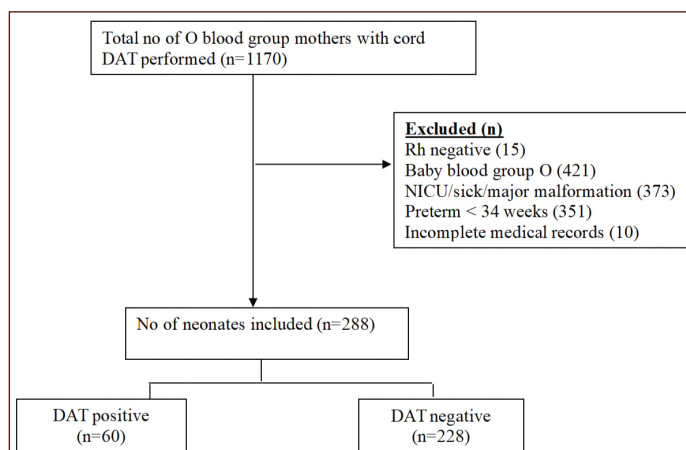 Total no of O blood group mothers with cord
DAT performed (n=1170)
Excluded (n)
Rh negative (15)
Baby blood group O (421)
NICU/sick/major malformation (373)
Preterm < 34 weeks (351)
Incomplete medical records (10)
No of neonates included (n=288)
DAT positive
(n=60)
DAT negative
(n=228)